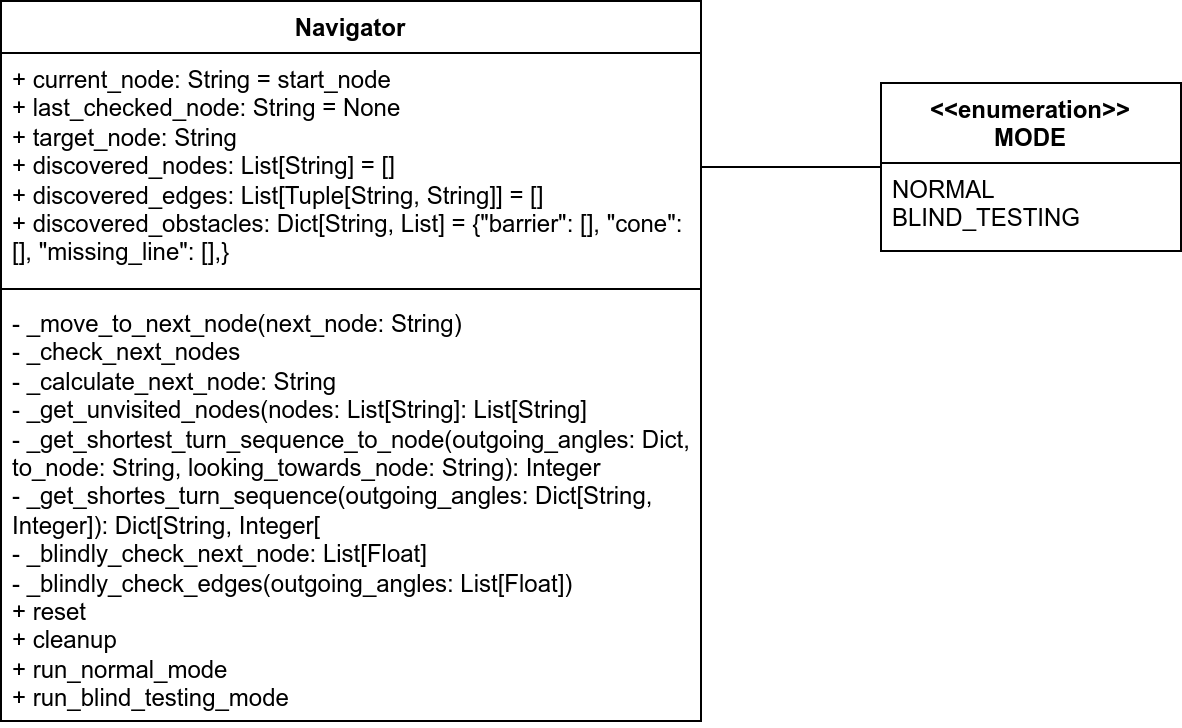 Navigator
+ current_node: String = start_node
+ last_checked_node: String = None
+ target_node: String
+ discovered_nodes: List[String] = []
+ discovered_edges: List[Tuple[String, String]] = []
+ discovered_obstacles: Dict[String, List] = {"barrier": [], "cone":
[], "missing_line": [],}
- _move_to_next_node(next_node: String)
- _check_next_nodes
- _calculate_next_node: String
- _get_unvisited_nodes(nodes: List[String]: List[String]
- _get_shortest_turn_sequence_to_node(outgoing_angles: Dict,
to_node: String, looking_towards_node: String): Integer
- _get_shortes_turn_sequence(outgoing_angles: Dict[String,
Integer]): Dict[String, Integer[
- _blindly_check_next_node: List[Float]
- _blindly_check_edges(outgoing_angles: List[Float])
+ reset
+ cleanup
+ run_normal_mode
+ run_blind_testing_mode
<<enumeration>>
MODE
NORMAL
BLIND_TESTING